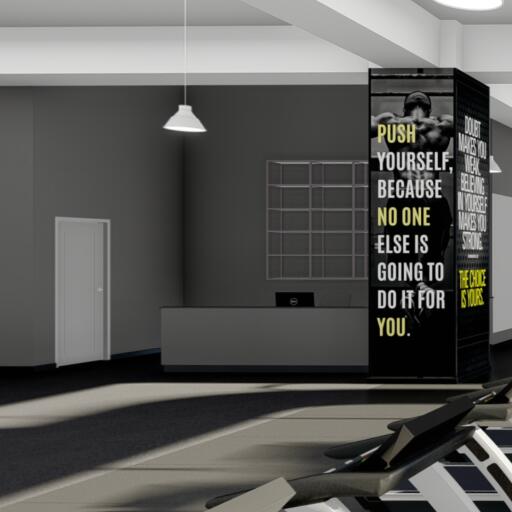 PUSH
YOURSELF,
BECAUSE
NO ONE
ELSE IS
GOING TO
DO IT FOR
YOU.
DOUBT
MAKES YOU
WEAK.
BELIEVING
IN YOURSELF
MAKES YOU
STRONG.
THE CHOICE
IS YOURS.